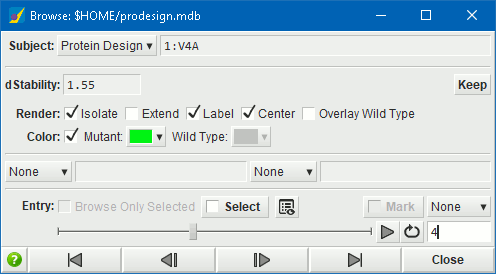 Browse: $HOME/prodesign.mdb
Subject: Protein Design 1:V4A
dStability: 1.55 Keep
Render: Isolate Extend Label Center Overlay Wild Type
Color: Mutant: Wild Type:
None None
Entry: Browse Only Selected Select Mark None
4
? Close